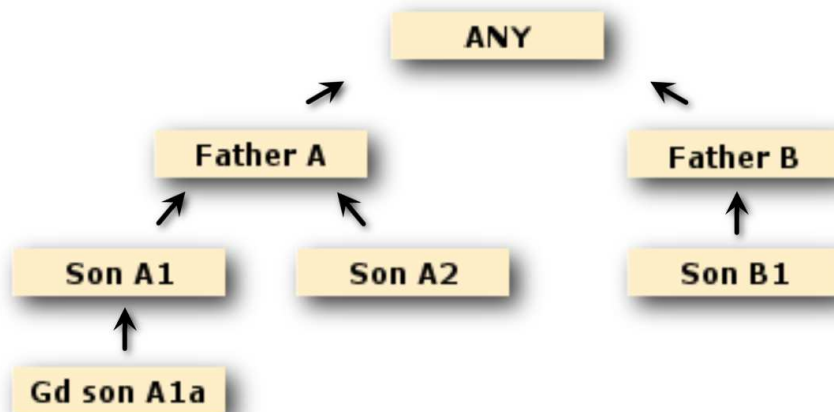 ANY
Father A
Father B
Son A1
Son A2
Son B1
Gd son A1a